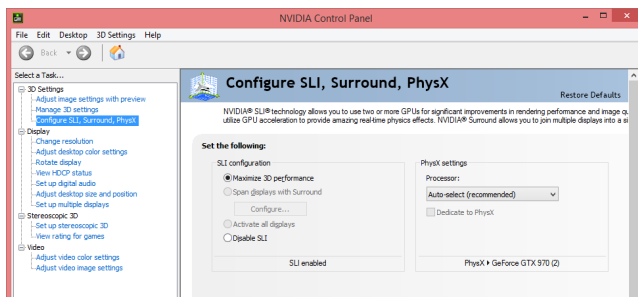 NVIDIA Control Panel
File Edit Desktop 3D Settings Help
Back
Select a Task...
3D Settings
Adjust image settings with preview
Manage 3D settings
Configure SLI, Surround, PhysX
Display
Change resolution
Adjust desktop color settings
Rotate display
View HDCP status
Set up digital audio
Adjust desktop size and position
Set up multiple displays
Stereoscopic 3D
Set up stereoscopic 3D
View rating for games
Video
Adjust video color settings
Adjust video image settings
Configure SLI, Surround, PhysX
Restore Defaults
NVIDIA® SLI® technology allows you to use two or more GPUs for significant improvements in rendering performance and image qu
utilize GPU acceleration to provide amazing real-time physics effects. NVIDIA® Surround allows you to join multiple displays into a si
Set the following:
SLI configuration
Maximize 3D performance
Span displays with Surround
Configure...
Activate all displays
Disable SLI
SLI enabled
PhysX settings
Processor:
Auto-select (recommended)
Dedicate to PhysX
PhysX ▸ GeForce GTX 970 (2)